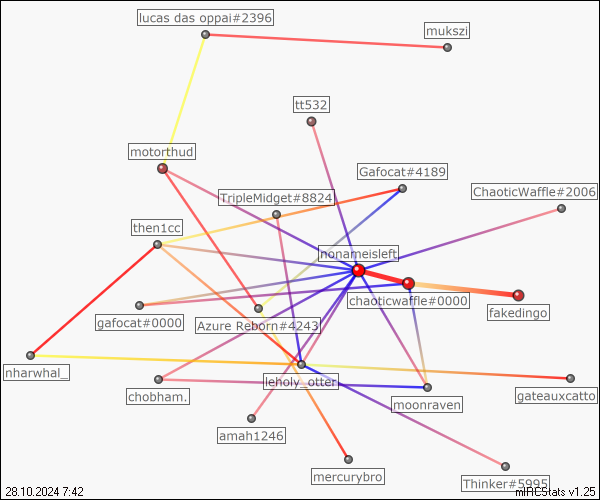 lucas das oppai#2396
mukszi
tt532
motorthud
Gafocat#4189
TripleMidget#8824
ChaoticWaffle#2006
then1cc
nonameisleft
chaoticwaffle#0000
fakedingo
gafocat#0000
Azure Reborn#4243
nharwhal_
leholy_otter
chobham.
moonraven
gateauxcatto
amah1246
mercurybro
Thinker#5995
28.10.2024 7:42
mIRCStats v1.25